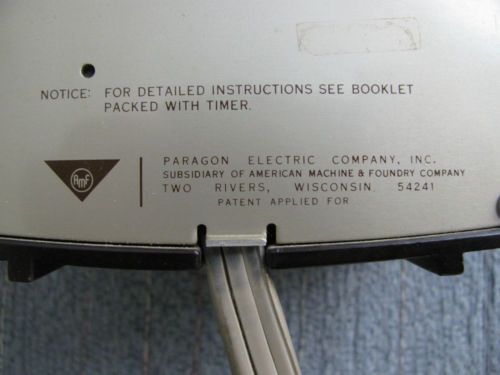 NOTICE: FOR DETAILED INSTRUCTIONS SEE BOOKLET
PACKED WITH TIMER.
AMF
PARAGON ELECTRIC COMPANY, INC.
SUBSIDIARY OF AMERICAN MACHINE & FOUNDRY COMPANY
TWO RIVERS, WISCONSIN, 54241
PATENT APPLIED FOR